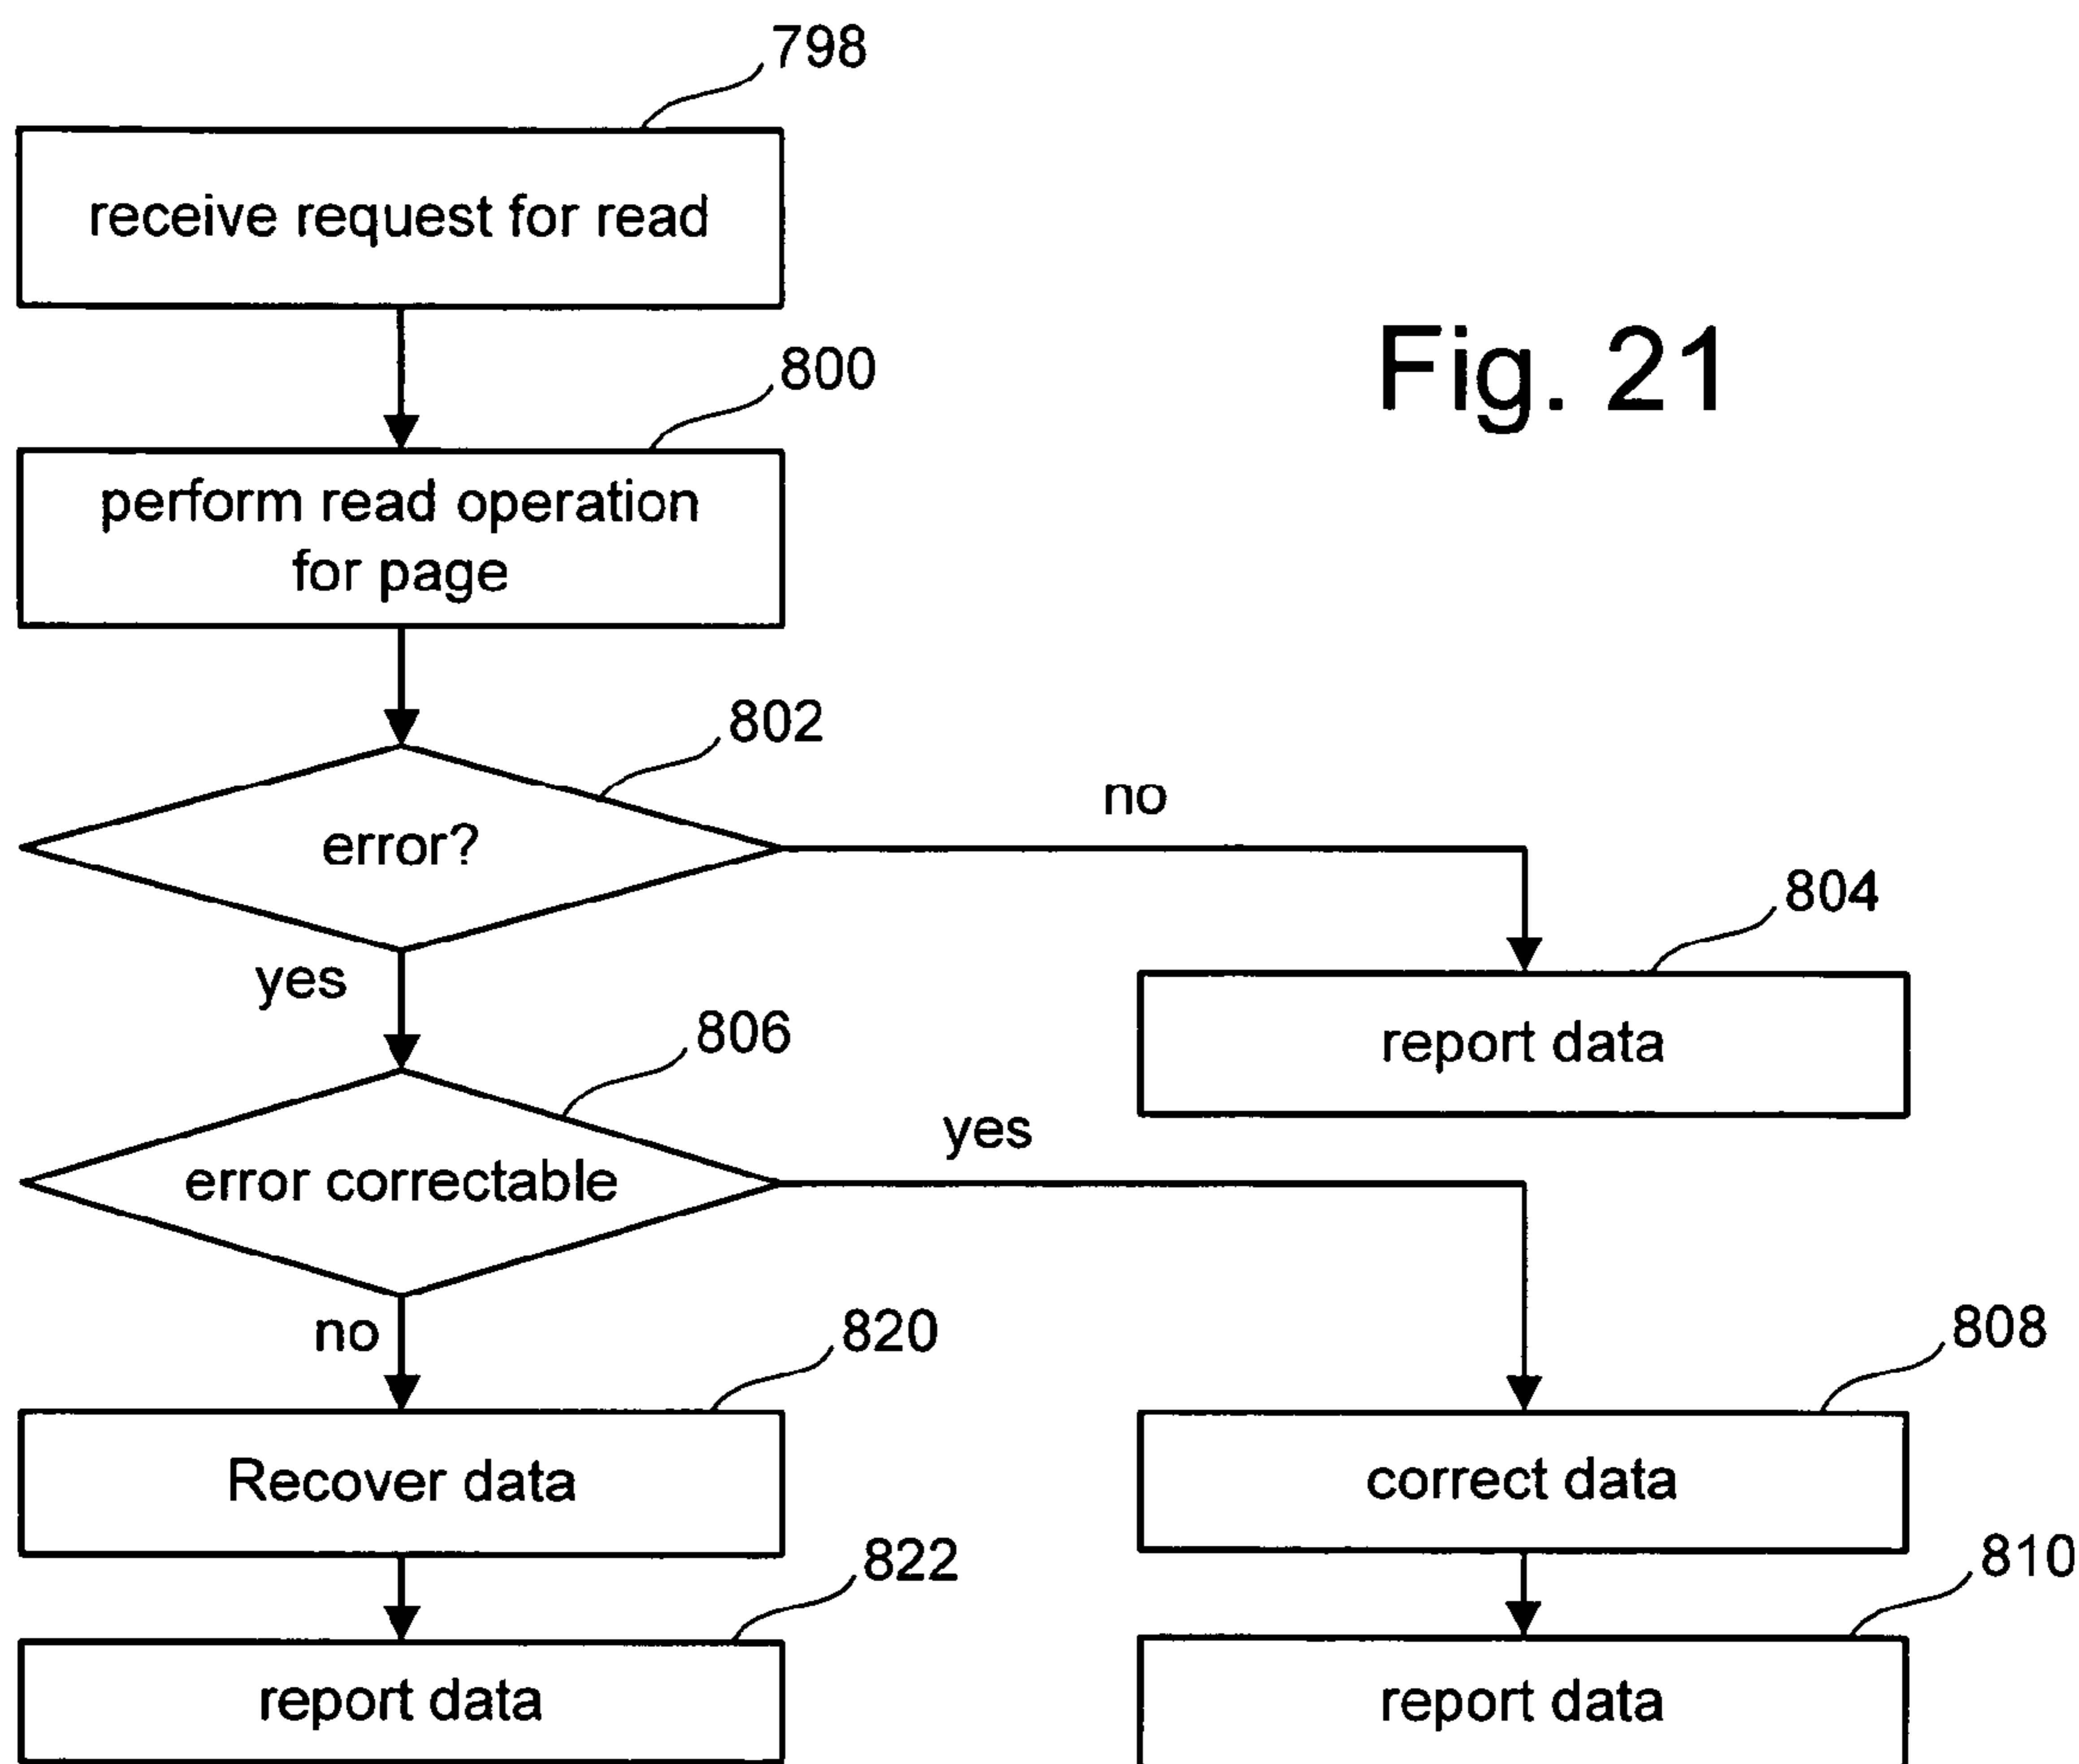 798
receive request for read
Fig. 21
800
perform read operation
for page
802
error?
no
804
report data
yes
806
error correctable
yes
no
820
Recover data
808
correct data
822
report data
810
report data